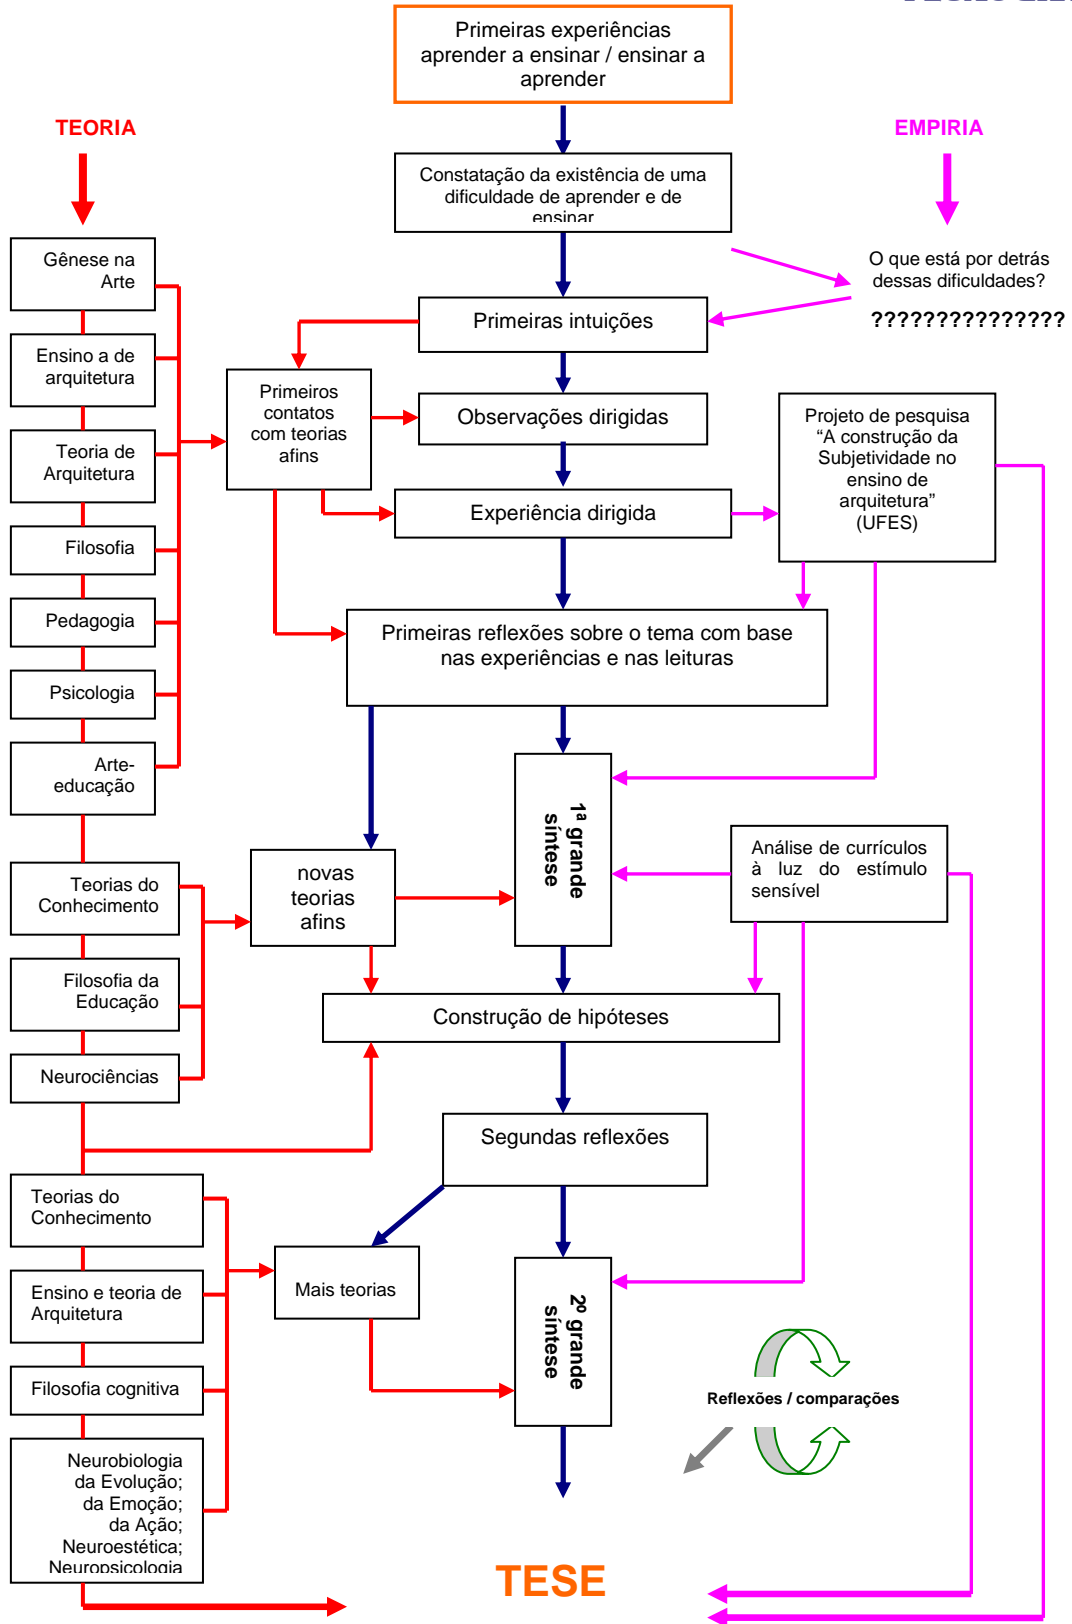 Primeiras experiências
aprender a ensinar / ensinar a
aprender
TEORIA
EMPIRIA
Constatação da existência de uma
dificuldade de aprender e de
ensinar
Gênese na
Arte
O que está por detrás
dessas dificuldades?
???????????????
Primeiras intuições
Ensino a de
arquitetura
Primeiros
contatos
com teorias
afins
Observações dirigidas
Projeto de pesquisa
“A construção da
Subjetividade no
ensino de
arquitetura”
(UFES)
Teoria de
Arquitetura
Experiência dirigida
Filosofia
Pedagogia
Primeiras reflexões sobre o tema com base
nas experiências e nas leituras
Psicologia
Arte-
educação
1ª grande
síntese
Análise de currículos
à luz do estímulo
sensível
Teorias do
Conhecimento
novas
teorias
afins
Filosofia da
Educação
Construção de hipóteses
Neurociências
Segundas reflexões
Teorias do
Conhecimento
Mais teorias
Ensino e teoria de
Arquitetura
2º grande
síntese
Filosofia cognitiva
Reflexões / comparações
Neurobiologia
da Evolução;
da Emoção;
da Ação;
Neuroestética;
Neuropsicologia
TESE